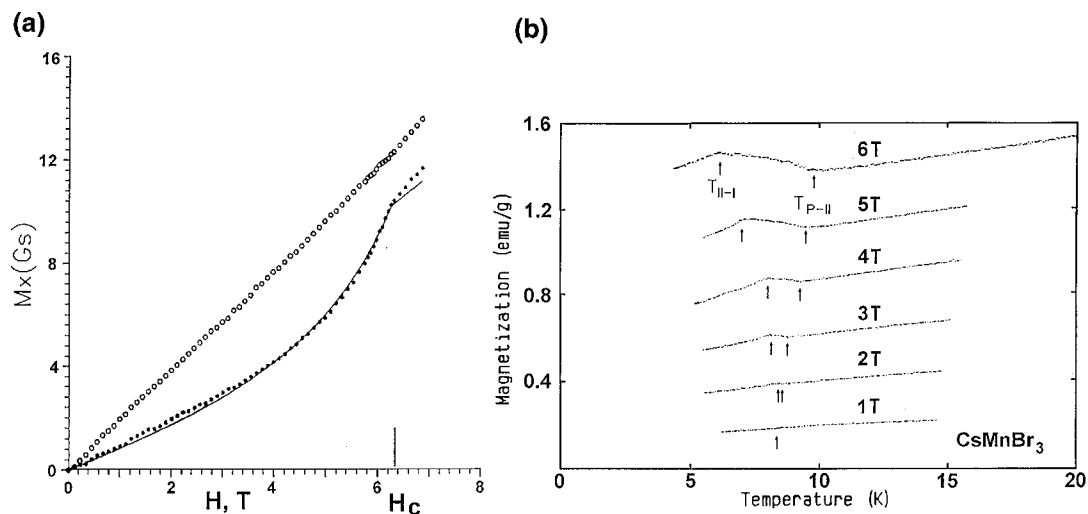 (a)
16
12
8
4
0
Mx(Gs)
0 2 4 6 8
H, T
Hc
(b)
1.6
1.2
0.8
0.4
Magnetization (emu/g)
6T
T_II-I
T_P-II
5T
4T
3T
2T
1T
CsMnBr₃
5 10 15 20
Temperature (K)